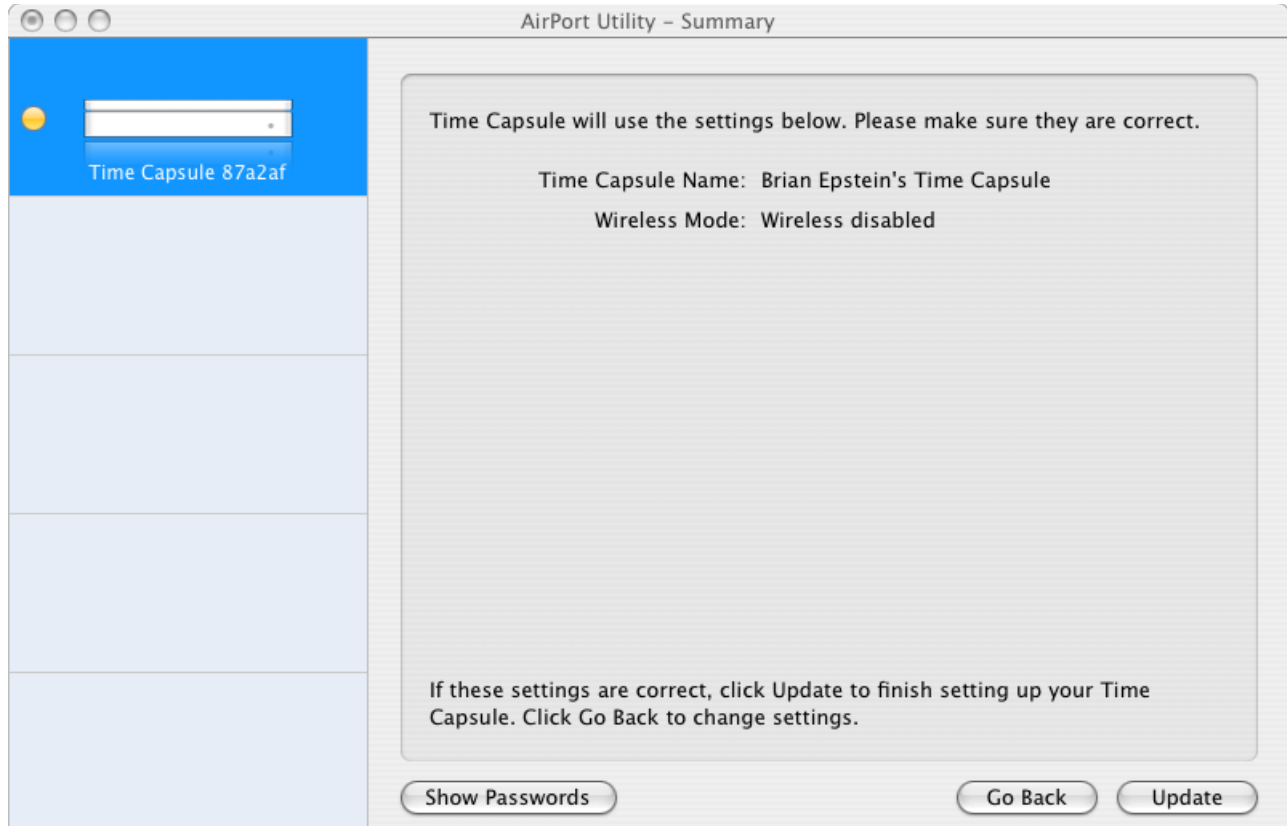 AirPort Utility – Summary
Time Capsule 87a2af
Time Capsule will use the settings below. Please make sure they are correct.
Time Capsule Name: Brian Epstein's Time Capsule
Wireless Mode: Wireless disabled
If these settings are correct, click Update to finish setting up your Time
Capsule. Click Go Back to change settings.
Show Passwords Go Back Update